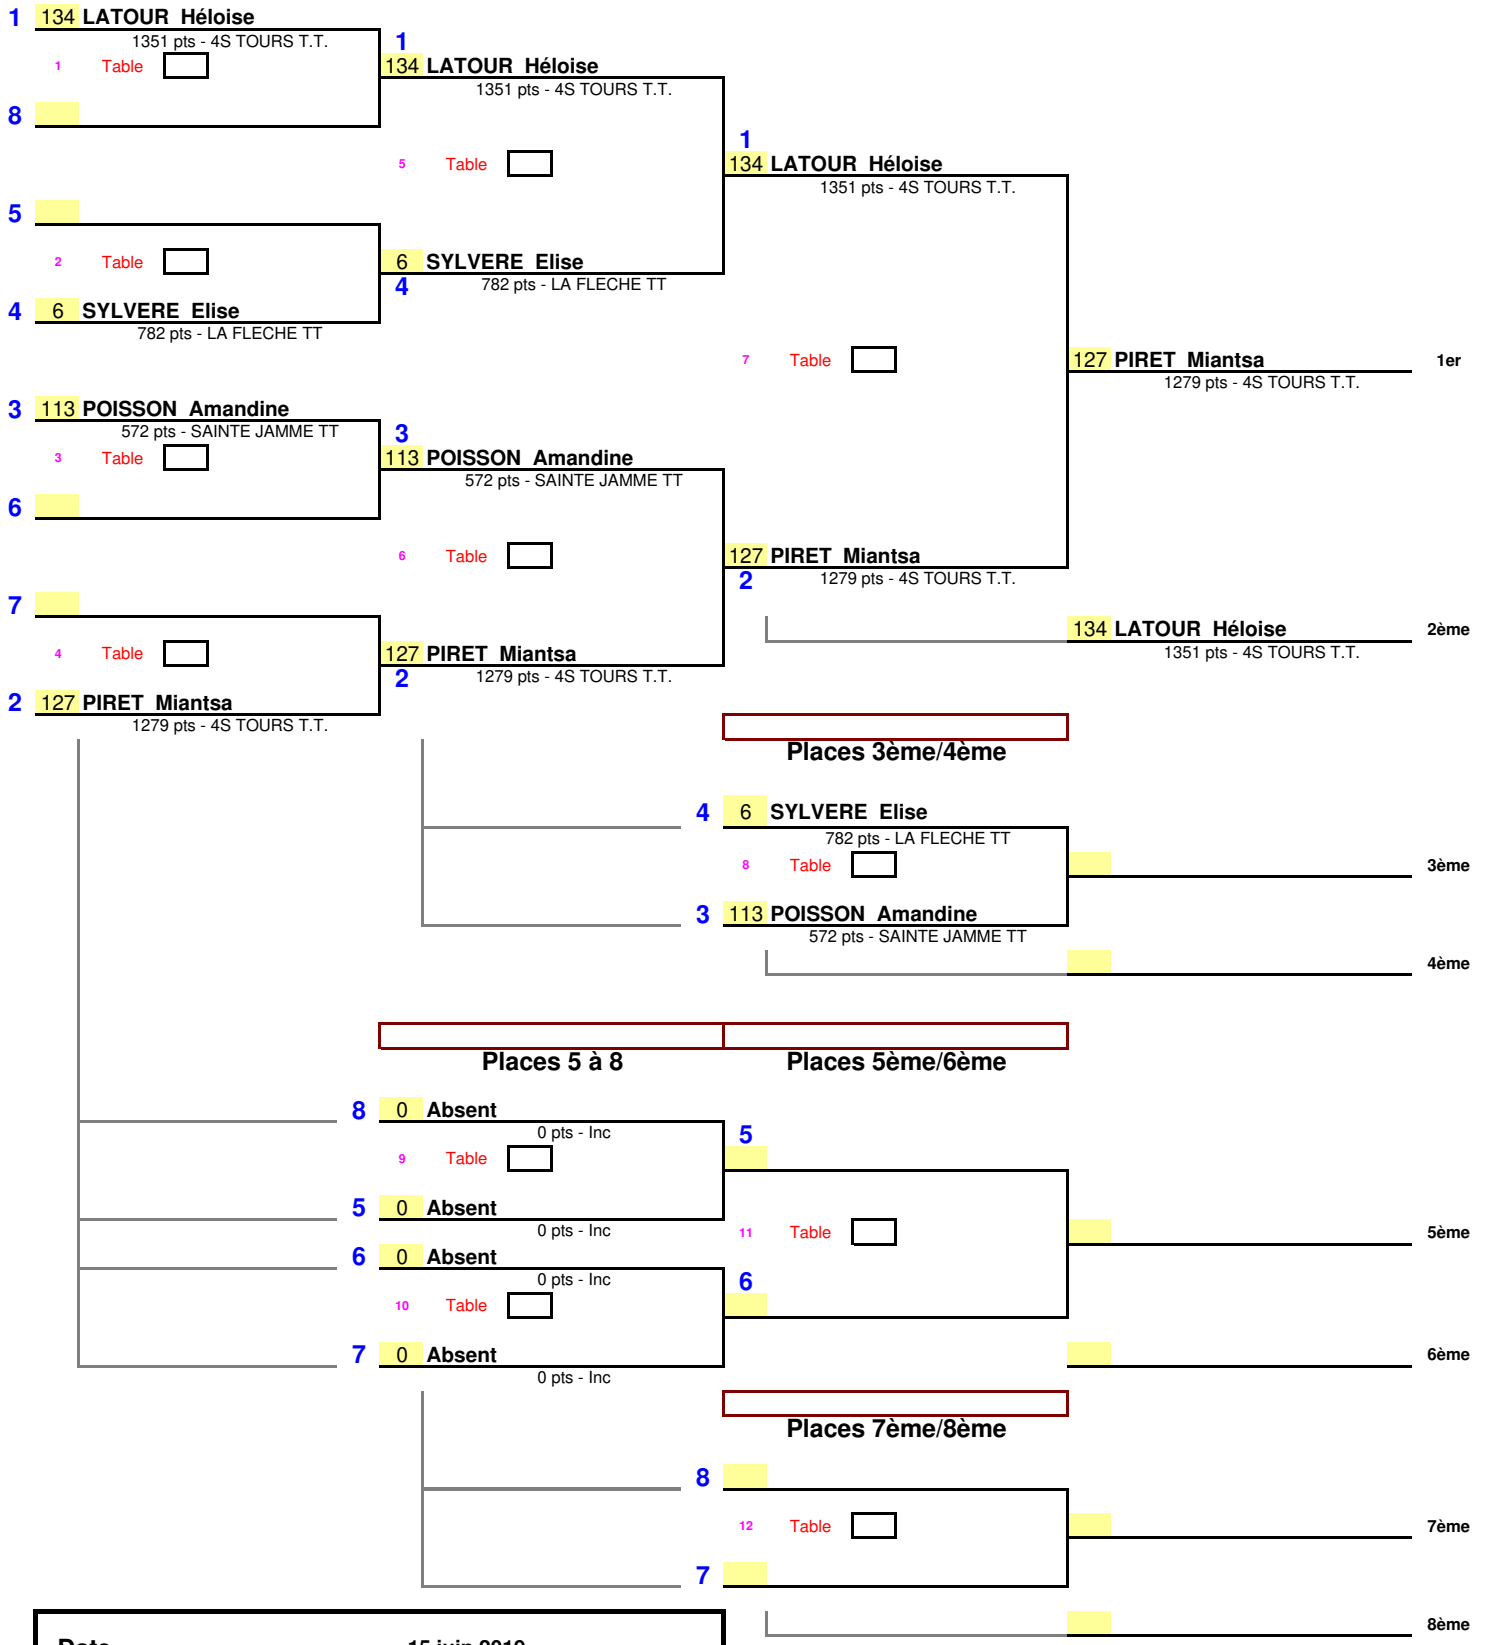 1 134 LATOUR Héloise
1351 pts - 4S TOURS T.T.
1
1 Table
134 LATOUR Héloise
1351 pts - 4S TOURS T.T.
8
1
5 Table
134 LATOUR Héloise
1351 pts - 4S TOURS T.T.
5
2 Table
6 SYLVERE Elise
4
782 pts - LA FLECHE TT
4 6 SYLVERE Elise
782 pts - LA FLECHE TT
7 Table
127 PIRET Miantsa
1er
1279 pts - 4S TOURS T.T.
3 113 POISSON Amandine
572 pts - SAINTE JAMME TT
3
3 Table
113 POISSON Amandine
572 pts - SAINTE JAMME TT
6
6 Table
127 PIRET Miantsa
2
1279 pts - 4S TOURS T.T.
7
134 LATOUR Héloise
2ème
1351 pts - 4S TOURS T.T.
4 Table
127 PIRET Miantsa
2
1279 pts - 4S TOURS T.T.
2 127 PIRET Miantsa
1279 pts - 4S TOURS T.T.
Places 3ème/4ème
4 6 SYLVERE Elise
782 pts - LA FLECHE TT
8 Table
3ème
3 113 POISSON Amandine
572 pts - SAINTE JAMME TT
4ème
Places 5 à 8
Places 5ème/6ème
8 0 Absent
0 pts - Inc
5
9 Table
5 0 Absent
0 pts - Inc
11 Table
5ème
6 0 Absent
0 pts - Inc
6
10 Table
7 0 Absent
0 pts - Inc
6ème
Places 7ème/8ème
8
12 Table
7ème
7
8ème
Date 15 juin 2019